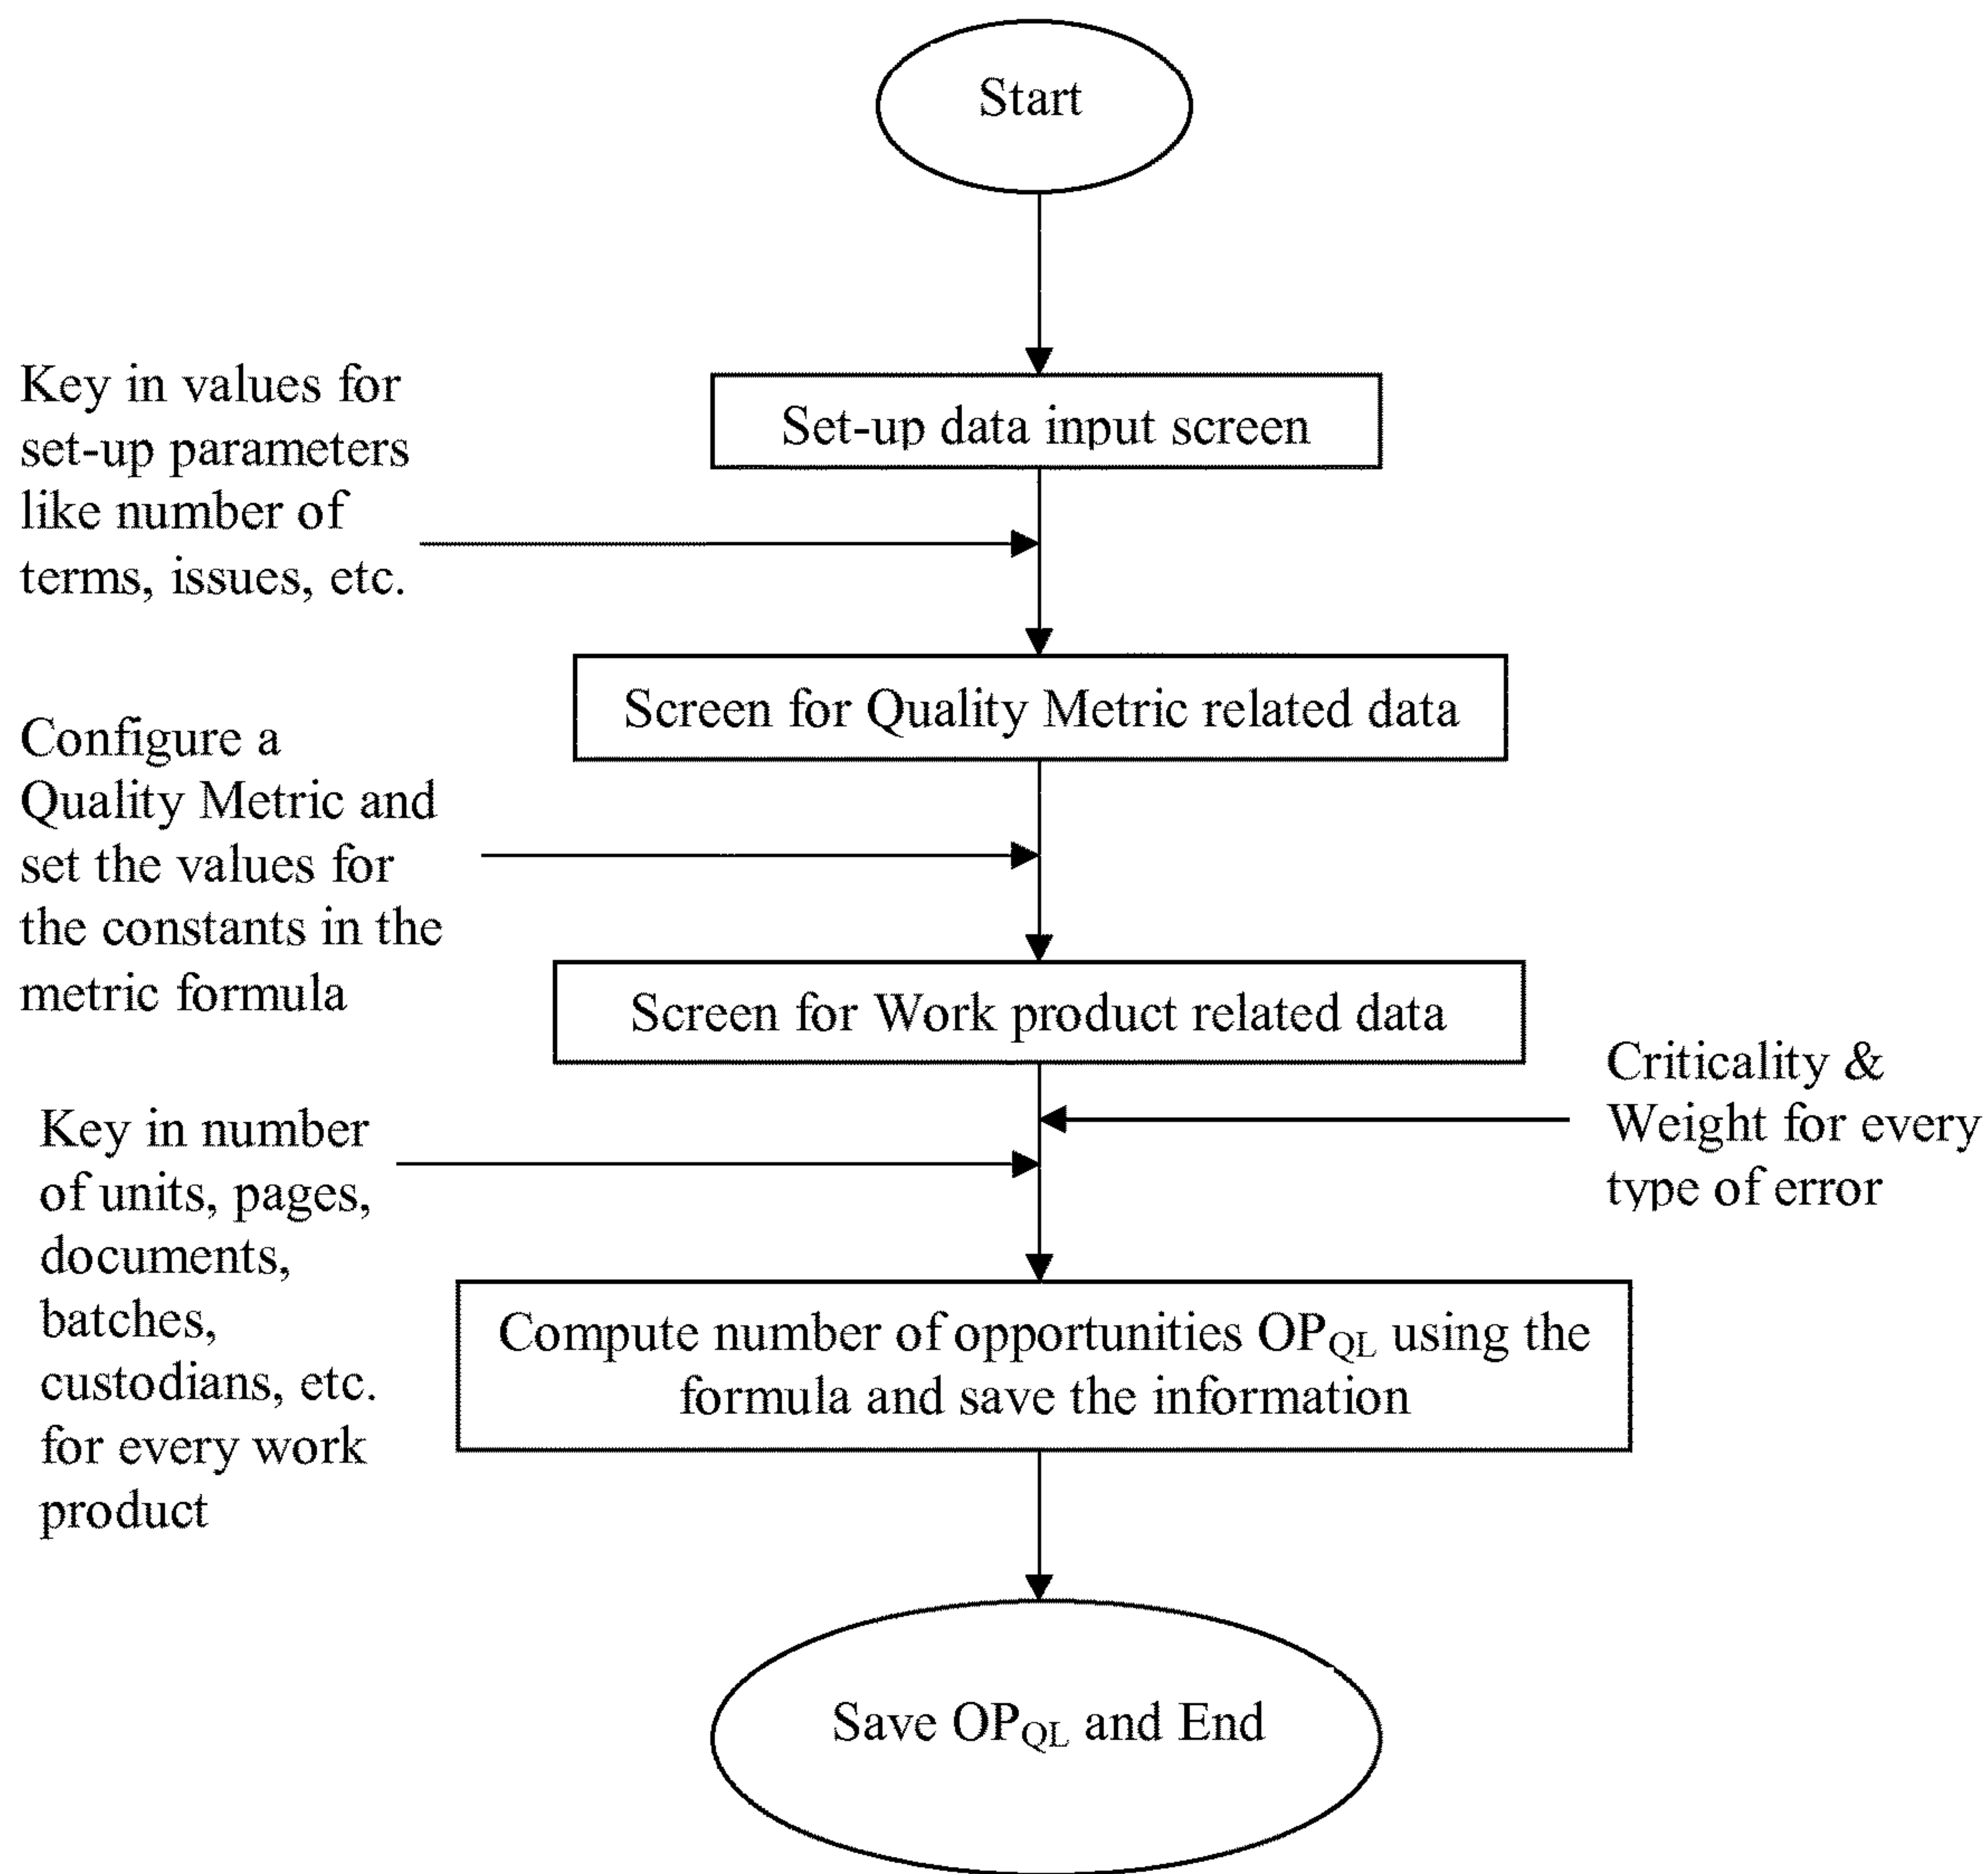 Start
Key in values for
set-up parameters
like number of
terms, issues, etc.
Set-up data input screen
Screen for Quality Metric related data
Configure a
Quality Metric and
set the values for
the constants in the
metric formula
Screen for Work product related data
Criticality &
Weight for every
type of error
Key in number
of units, pages,
documents,
batches,
custodians, etc.
for every work
product
Compute number of opportunities OPQL using the
formula and save the information
Save OPQL and End